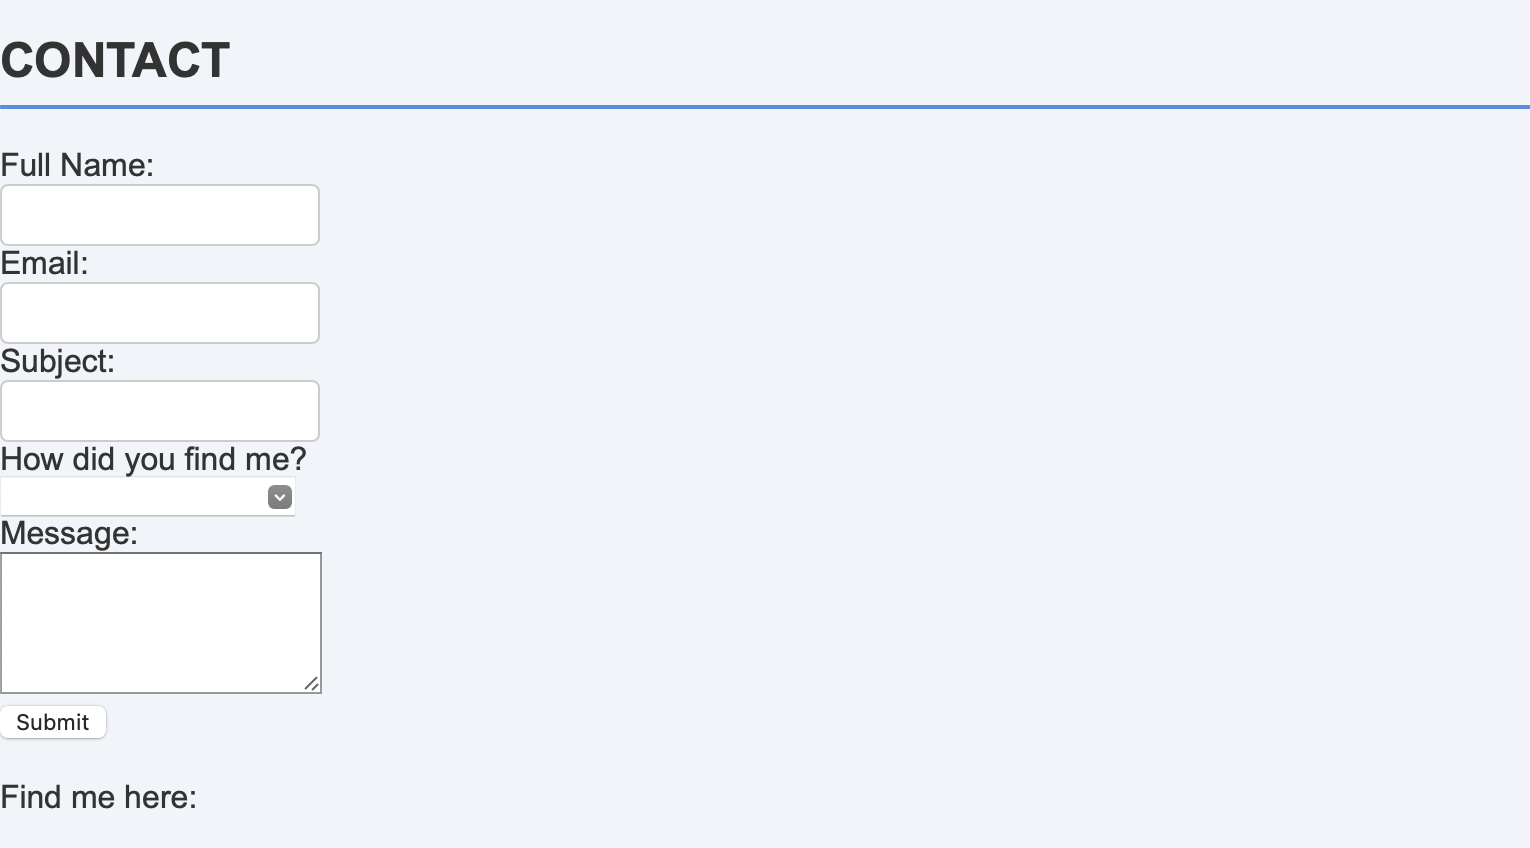 CONTACT
Full Name:
Email:
Subject:
How did you find me?
Message:
Submit
Find me here: